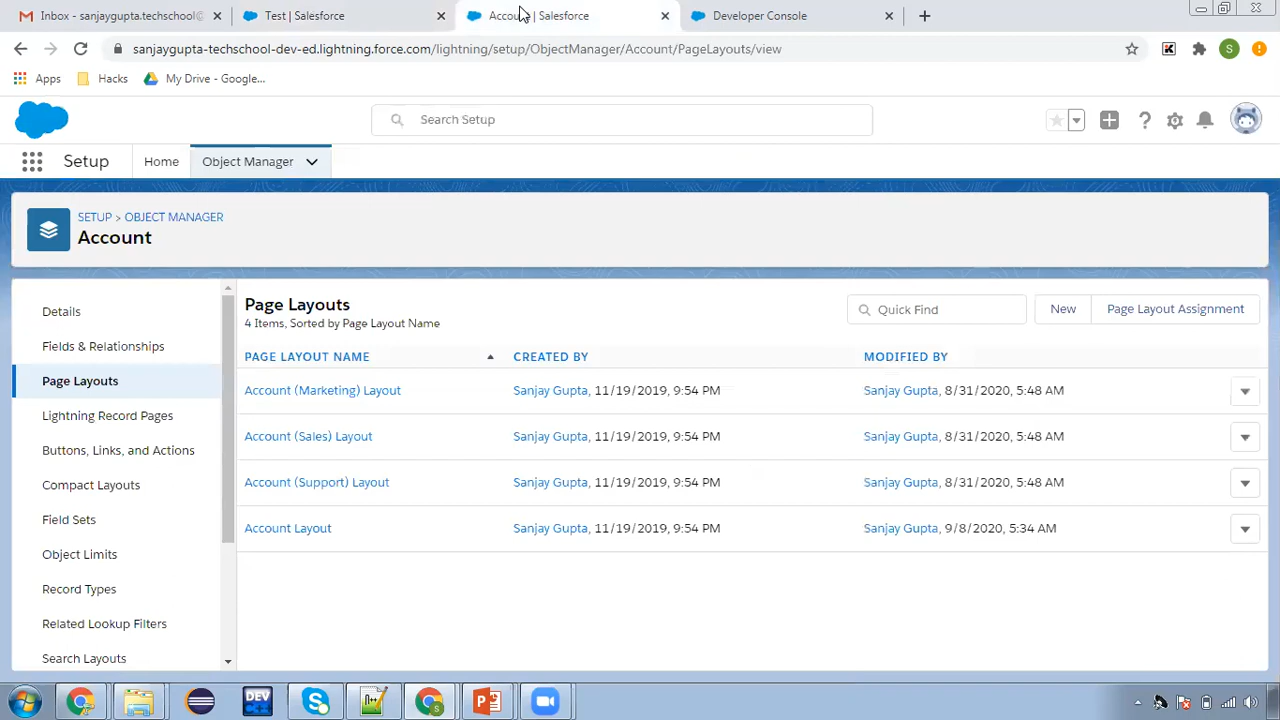 Inbox - sanjaygupta.techschool@
Test | Salesforce
Account | Salesforce
Developer Console
sanjaygupta-techschool-dev-ed.lightning.force.com/lightning/setup/ObjectManager/Account/PageLayouts/view
S
Apps
Hacks
My Drive - Google...
Search Setup
Setup
Home
Object Manager
SETUP > OBJECT MANAGER
Account
Details
Fields & Relationships
Page Layouts
Lightning Record Pages
Buttons, Links, and Actions
Compact Layouts
Field Sets
Object Limits
Record Types
Related Lookup Filters
Search Layouts
Page Layouts
4 Items, Sorted by Page Layout Name
Quick Find
New
Page Layout Assignment
PAGE LAYOUT NAME CREATED BY MODIFIED BY
Account (Marketing) Layout Sanjay Gupta, 11/19/2019, 9:54 PM Sanjay Gupta, 8/31/2020, 5:48 AM
Account (Sales) Layout Sanjay Gupta, 11/19/2019, 9:54 PM Sanjay Gupta, 8/31/2020, 5:48 AM
Account (Support) Layout Sanjay Gupta, 11/19/2019, 9:54 PM Sanjay Gupta, 8/31/2020, 5:48 AM
Account Layout Sanjay Gupta, 11/19/2019, 9:54 PM Sanjay Gupta, 9/8/2020, 5:34 AM
DEV